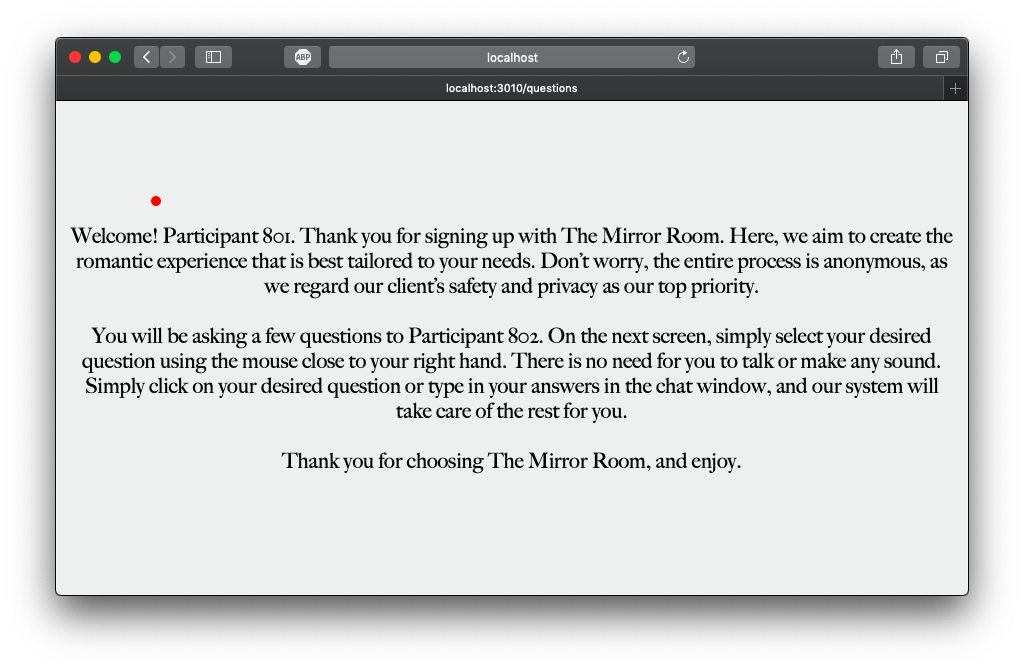 ABP
localhost
localhost:3010/questions
Welcome! Participant 801. Thank you for signing up with The Mirror Room. Here, we aim to create the
romantic experience that is best tailored to your needs. Don't worry, the entire process is anonymous, as
we regard our client's safety and privacy as our top priority.
You will be asking a few questions to Participant 802. On the next screen, simply select your desired
question using the mouse close to your right hand. There is no need for you to talk or make any sound.
Simply click on your desired question or type in your answers in the chat window, and our system will
take care of the rest for you.
Thank you for choosing The Mirror Room, and enjoy.